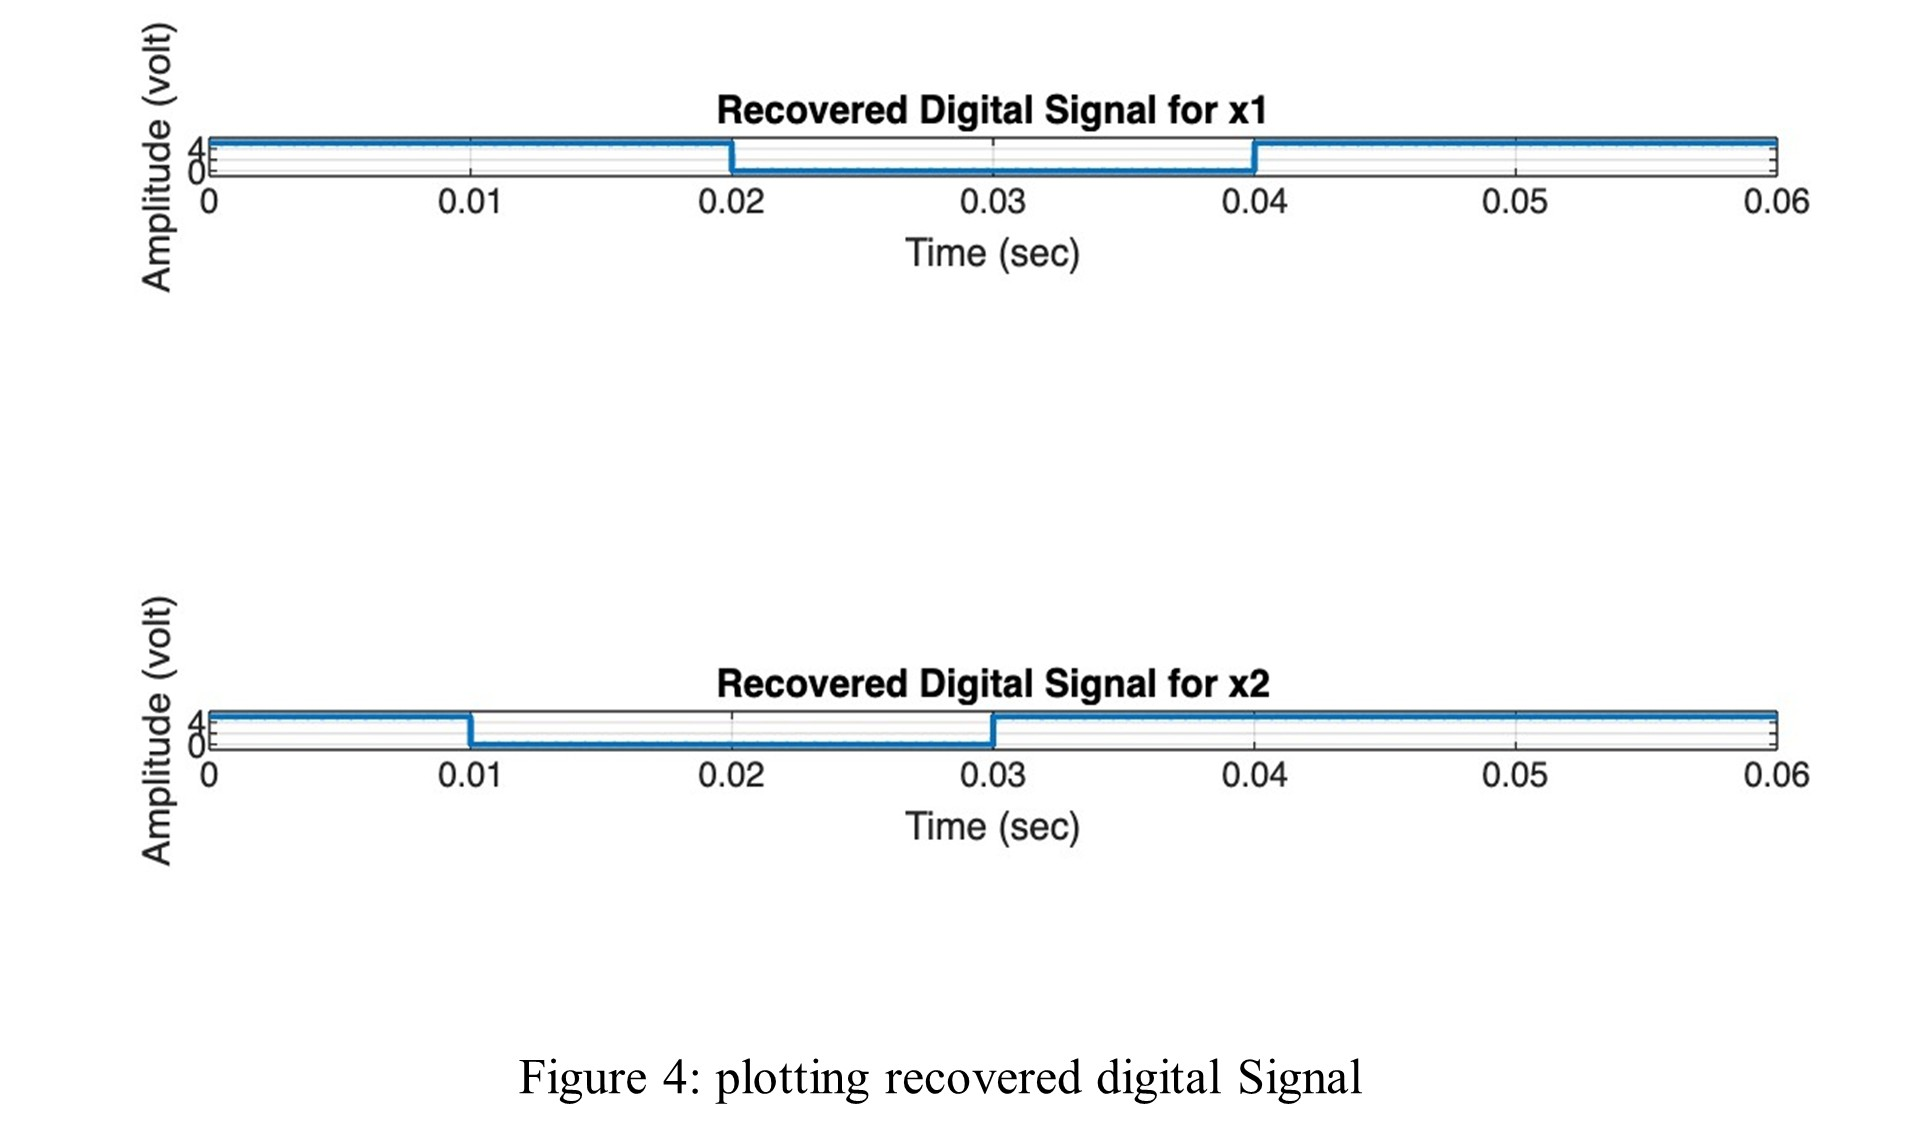 Recovered Digital Signal for x1
Amplitude (volt)
4
0
0 0.01 0.02 0.03 0.04 0.05 0.06
Time (sec)
Recovered Digital Signal for x2
Amplitude (volt)
4
0
0 0.01 0.02 0.03 0.04 0.05 0.06
Time (sec)
Figure 4: plotting recovered digital Signal